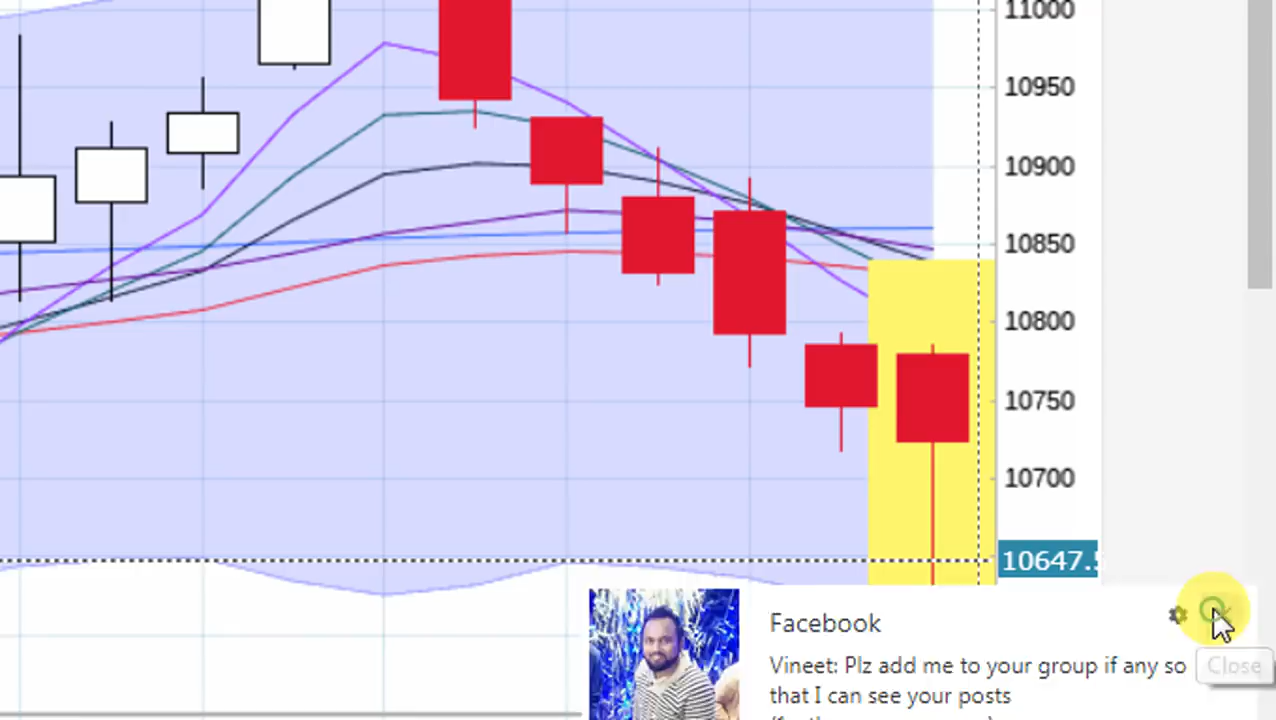 11000
10950
10900
10850
10800
10750
10700
10647.5
Facebook
Vineet: Plz add me to your group if any so
Close
that I can see your posts